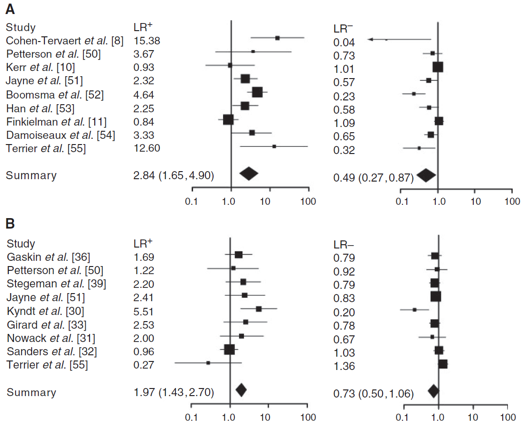 A
Study LR+ LR−
Cohen-Tervaert et al. [8] 15.38 0.04
Petterson et al. [50] 3.67 0.73
Kerr et al. [10] 0.93 1.01
Jayne et al. [51] 2.32 0.57
Boomsma et al. [52] 4.64 0.23
Han et al. [53] 2.25 0.58
Finkielman et al. [11] 0.84 1.09
Damoiseaux et al. [54] 3.33 0.65
Terrier et al. [55] 12.60 0.32
Summary 2.84 (1.65, 4.90) 0.49 (0.27, 0.87)
0.1 1.0 10 100 0.1 1.0 10 100
B
Study LR+ LR−
Gaskin et al. [36] 1.69 0.79
Petterson et al. [50] 1.22 0.92
Stegeman et al. [39] 2.20 0.79
Jayne et al. [51] 2.41 0.83
Kyndt et al. [30] 5.51 0.20
Girard et al. [33] 2.53 0.78
Nowack et al. [31] 2.00 0.67
Sanders et al. [32] 0.96 1.03
Terrier et al. [55] 0.27 1.36
Summary 1.97 (1.43, 2.70) 0.73 (0.50, 1.06)
0.1 1.0 10 100 0.1 1.0 10 100